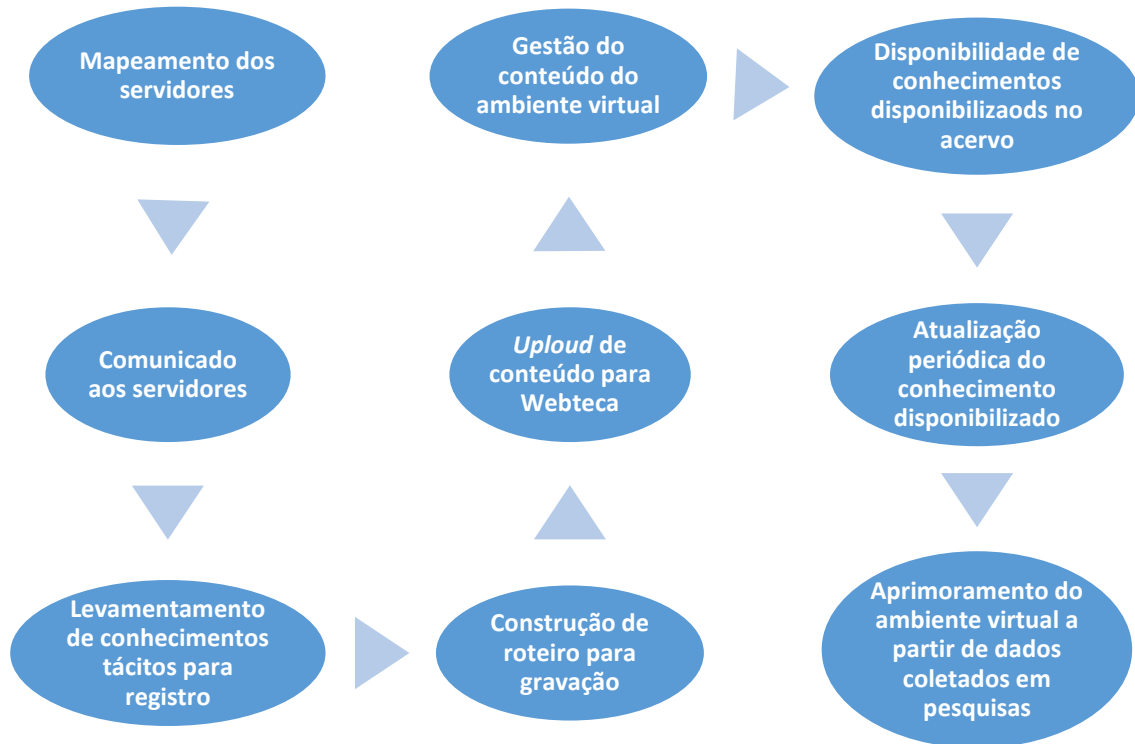 Mapeamento dos
servidores
Comunicado
aos servidores
Levamentamento
de conhecimentos
tácitos para
registro
Construção de
roteiro para
gravação
Uploud de
conteúdo para
Webteca
Gestão do
conteúdo do
ambiente virtual
Disponibilidade de
conhecimentos
disponibilizaods no
acervo
Atualização
periódica do
conhecimento
disponibilizado
Aprimoramento do
ambiente virtual a
partir de dados
coletados em
pesquisas